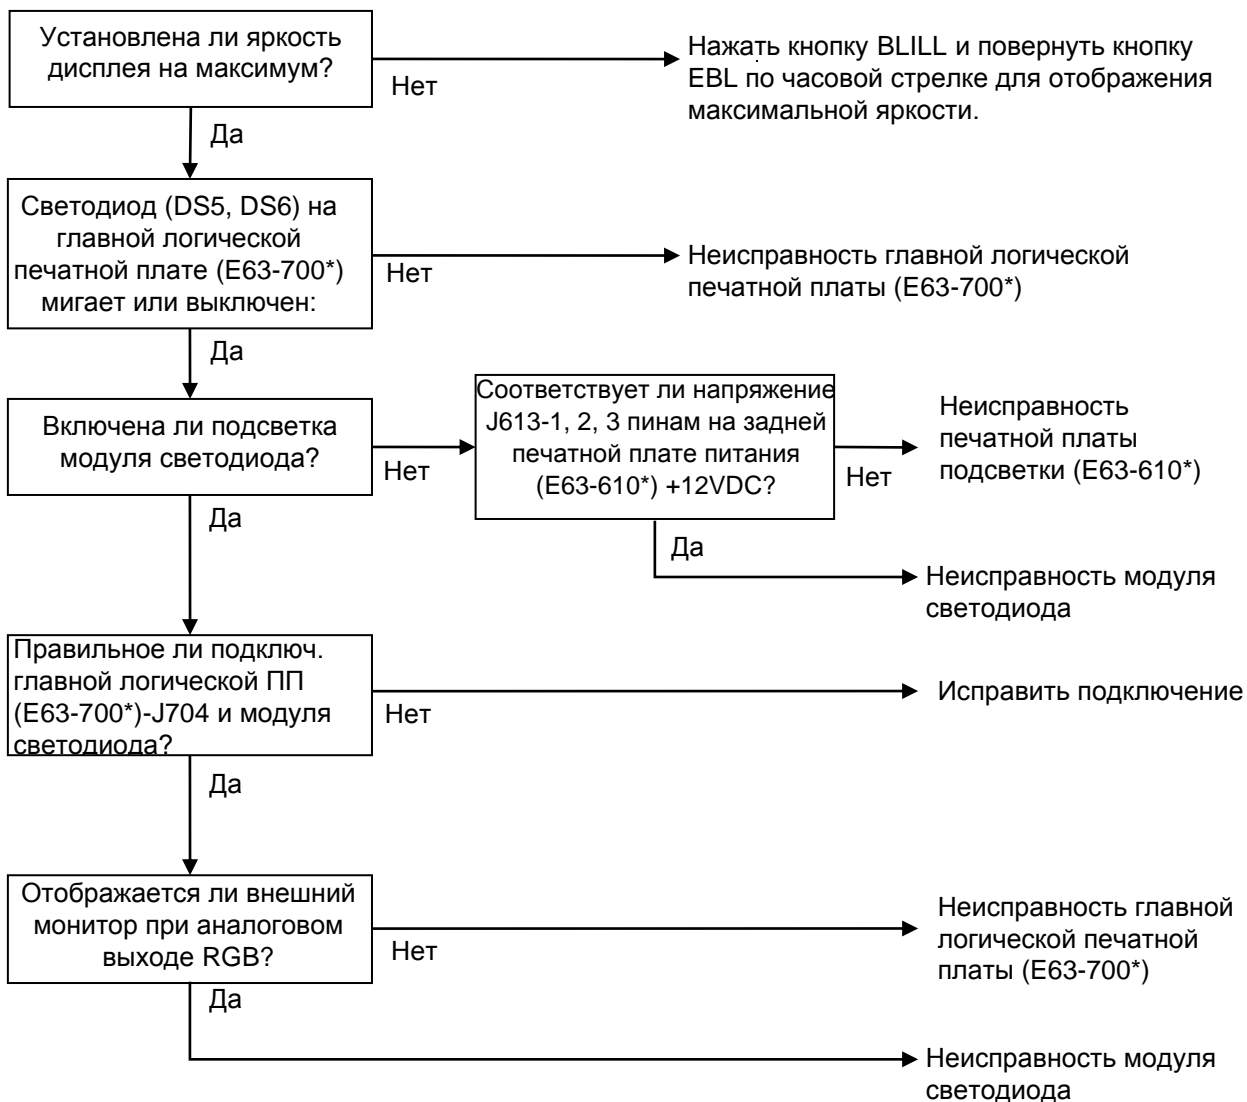 Установлена ли яркость
дисплея на максимум?
Нет
Нажать кнопку BLILL и повернуть кнопку
EBL по часовой стрелке для отображения
максимальной яркости.
Да
Светодиод (DS5, DS6) на
главной логической
печатной плате (E63-700*)
мигает или выключен:
Нет
Неисправность главной логической
печатной платы (E63-700*)
Да
Включена ли подсветка
модуля светодиода?
Нет
Соответствует ли напряжение
J613-1, 2, 3 пинам на задней
печатной плате питания
(E63-610*) +12VDC?
Нет
Неисправность
печатной платы
подсветки (E63-610*)
Да
Да
Неисправность модуля
светодиода
Правильное ли подключ.
главной логической ПП
(E63-700*)-J704 и модуля
светодиода?
Нет
Исправить подключение
Да
Отображается ли внешний
монитор при аналоговом
выходе RGB?
Нет
Неисправность главной
логической печатной
платы (E63-700*)
Да
Неисправность модуля
светодиода